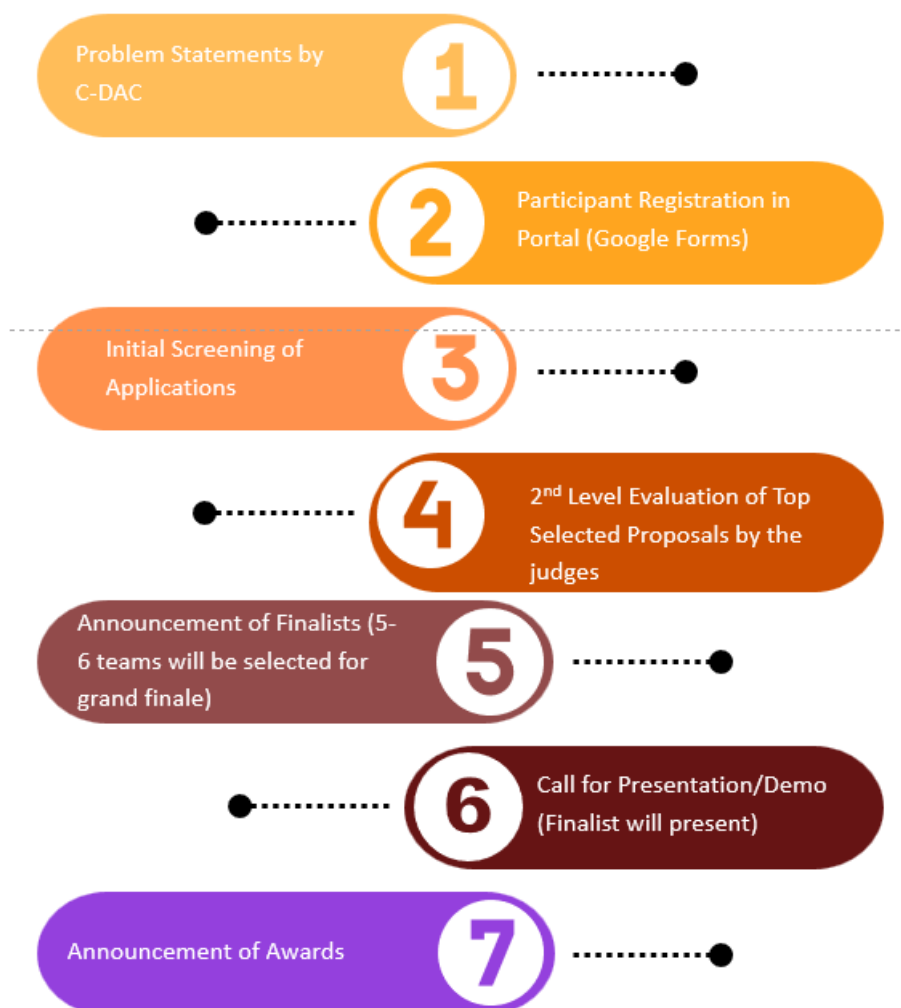 Problem Statements by
C-DAC
1
2
Participant Registration in
Portal (Google Forms)
Initial Screening of
Applications
3
4
2nd Level Evaluation of Top
Selected Proposals by the
judges
Announcement of Finalists (5-
6 teams will be selected for
grand finale)
5
6
Call for Presentation/Demo
(Finalist will present)
Announcement of Awards
7